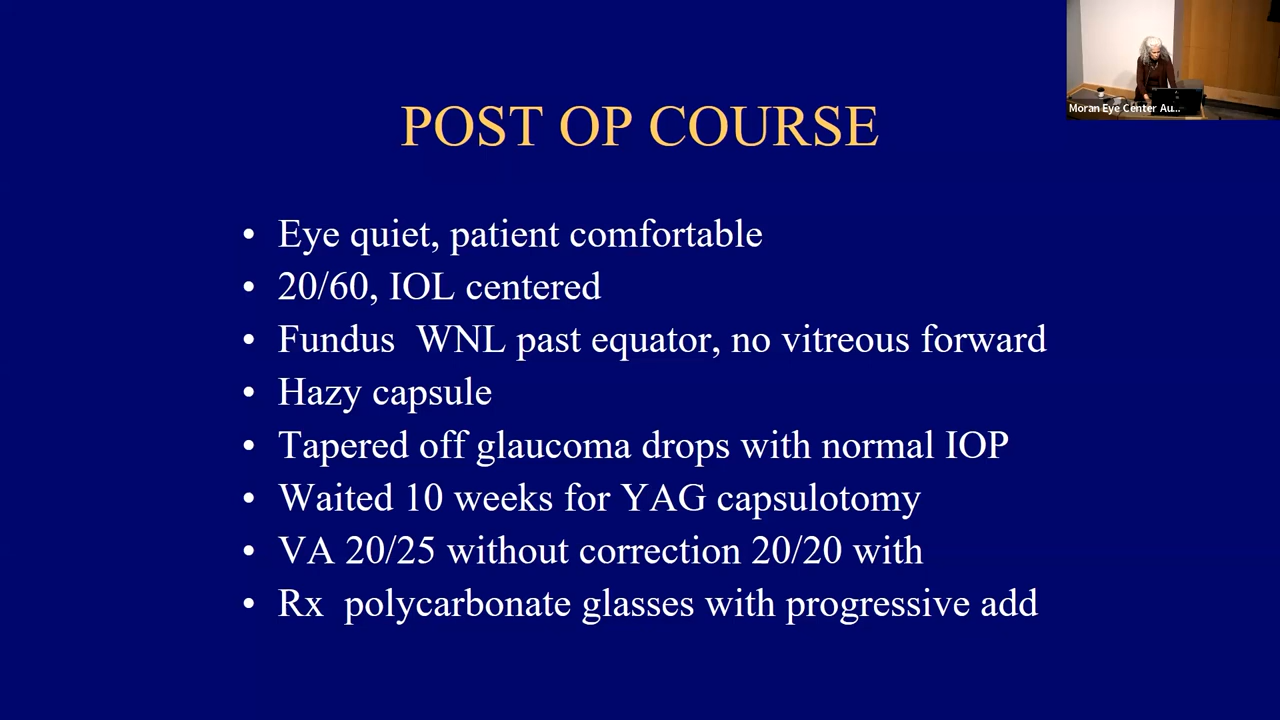 Moran Eye Center Au...
POST OP COURSE
• Eye quiet, patient comfortable
• 20/60, IOL centered
• Fundus WNL past equator, no vitreous forward
• Hazy capsule
• Tapered off glaucoma drops with normal IOP
• Waited 10 weeks for YAG capsulotomy
• VA 20/25 without correction 20/20 with
• Rx polycarbonate glasses with progressive add